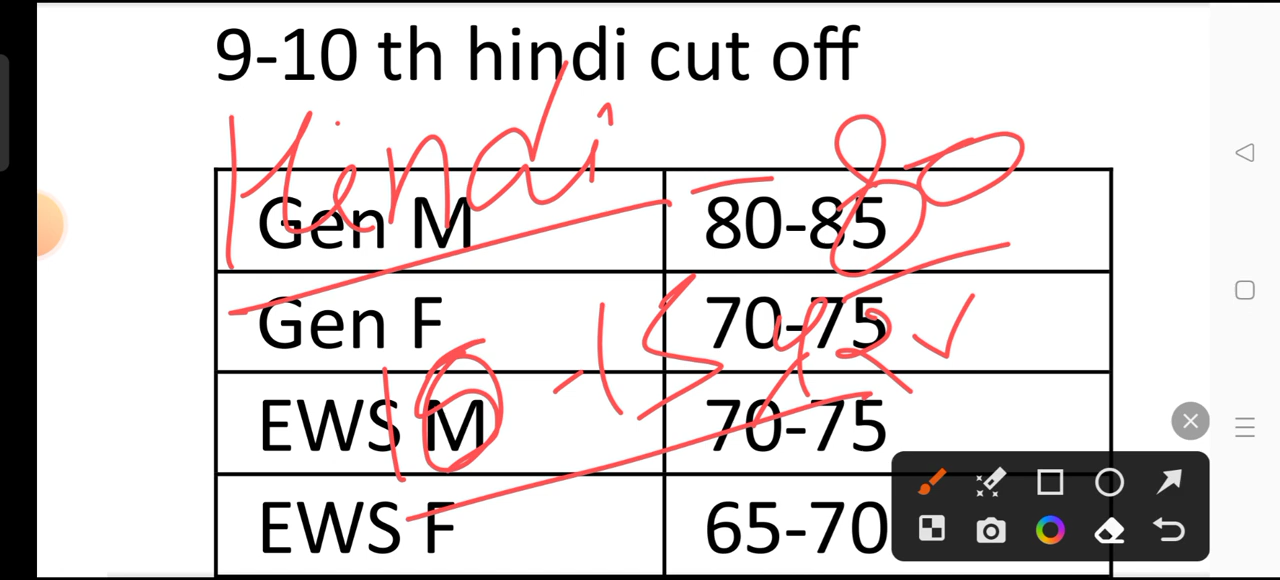 9-10 th hindi cut off
Hendi 80
Gen M 80-85
Gen F 70-75
10 -15
EWS M 70-75
EWS F 65-70